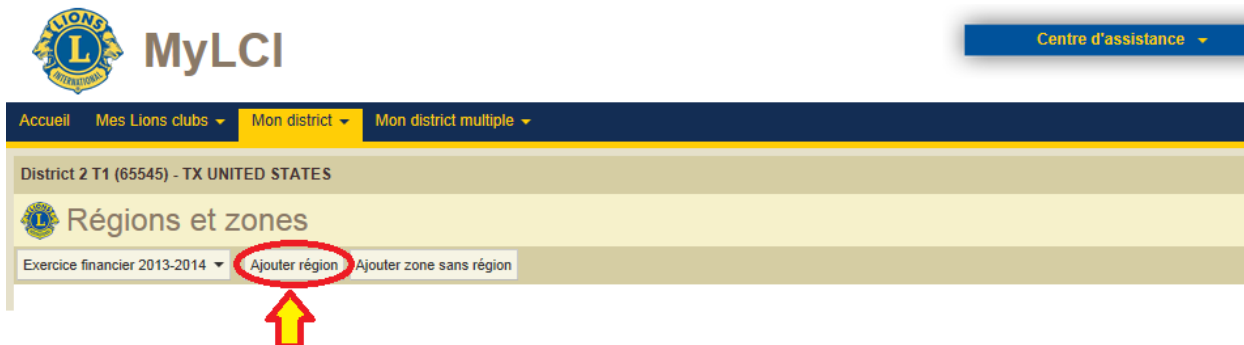 LIONS
L
INTERNATIONAL
MyLCI
Centre d'assistance
Accueil Mes Lions clubs Mon district Mon district multiple
District 2 T1 (65545) - TX UNITED STATES
L
Régions et zones
Exercice financier 2013-2014 Ajouter région Ajouter zone sans région